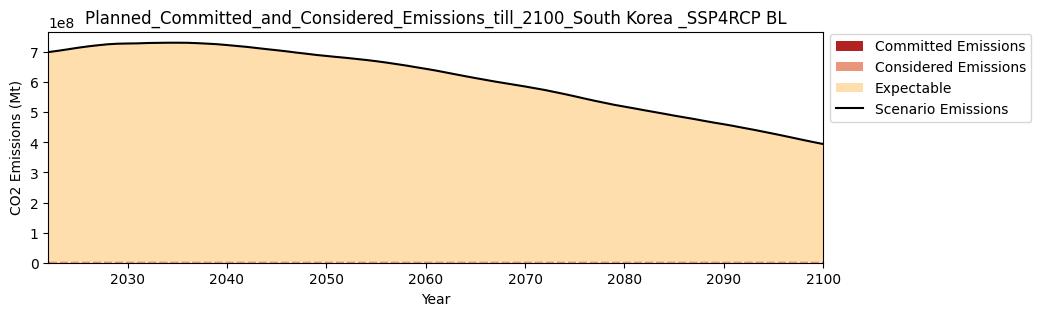 Planned_Committed_and_Considered_Emissions_till_2100_South Korea _SSP4RCP BL
1e8
7
6
5
4
3
2
1
0
CO2 Emissions (Mt)
2030 2040 2050 2060 2070 2080 2090 2100
Year
Committed Emissions
Considered Emissions
Expectable
Scenario Emissions